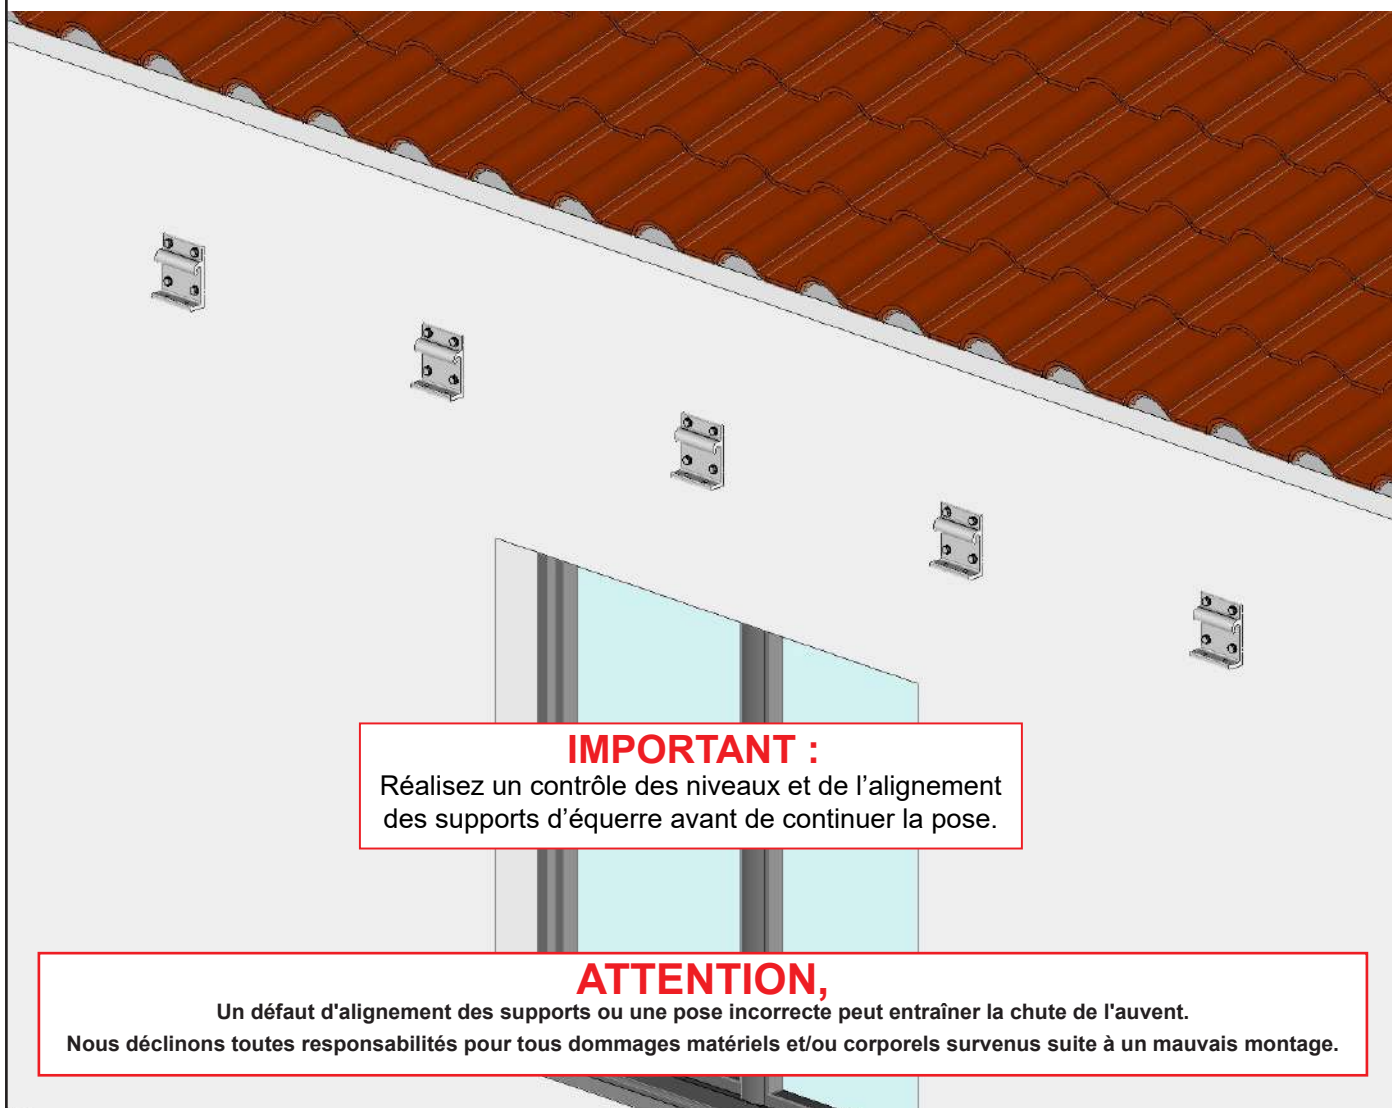 IMPORTANT :
Réalisez un contrôle des niveaux et de l’alignement
des supports d’équerre avant de continuer la pose.
ATTENTION,
Un défaut d'alignement des supports ou une pose incorrecte peut entraîner la chute de l'auvent.
Nous déclinons toutes responsabilités pour tous dommages matériels et/ou corporels survenus suite à un mauvais montage.